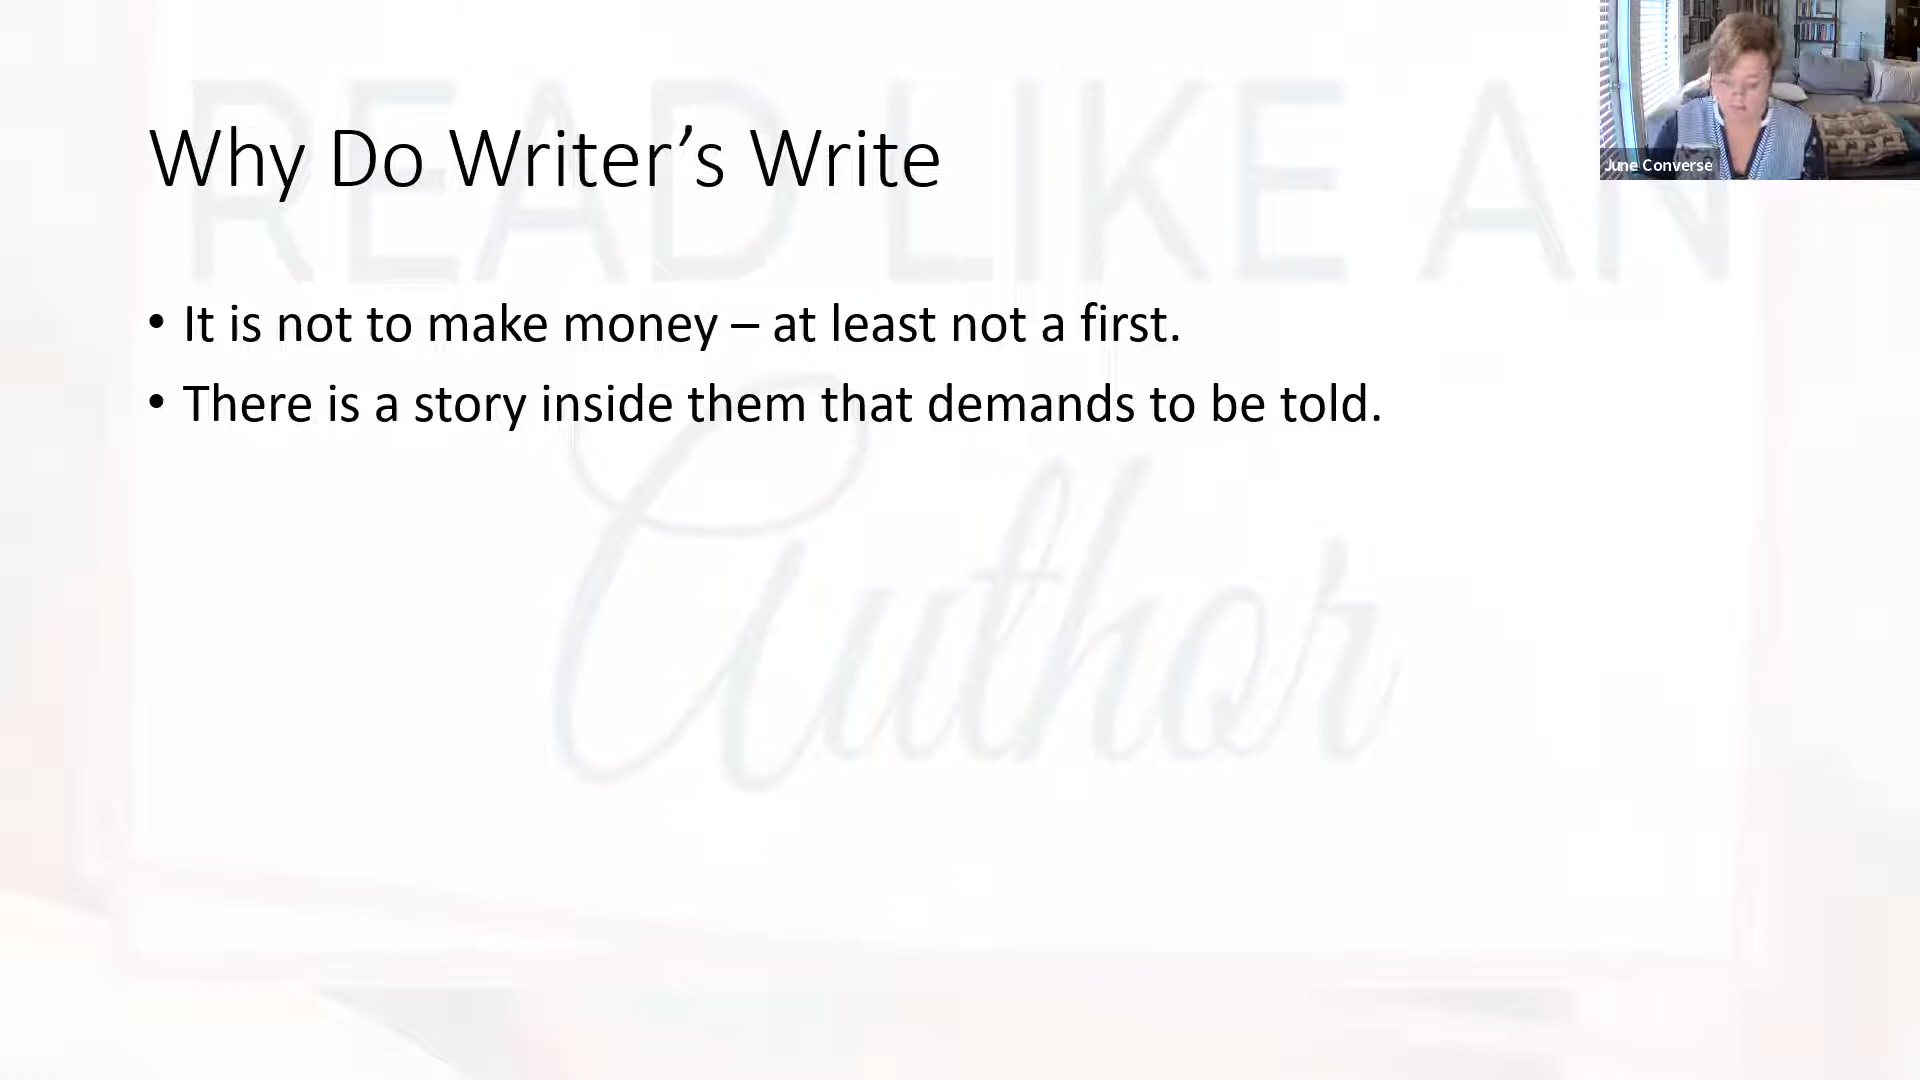 READ LIKE AN
Why Do Writer’s Write
June Converse
• It is not to make money – at least not a first.
• There is a story inside them that demands to be told.
Author